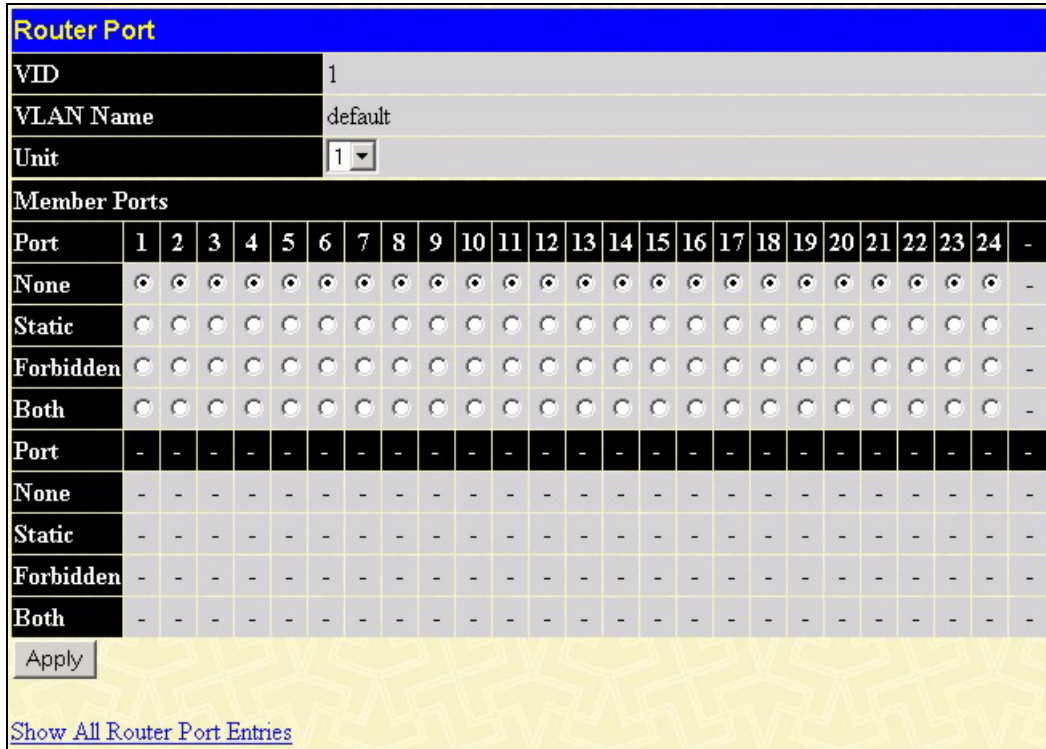 Router Port
VID 1
VLAN Name default
Unit 1
Member Ports
Port 1 2 3 4 5 6 7 8 9 10 11 12 13 14 15 16 17 18 19 20 21 22 23 24 -
None -
Static -
Forbidden -
Both -
Port - - - - - - - - - - - - - - - - - - - - - - - - -
None - - - - - - - - - - - - - - - - - - - - - - - - -
Static - - - - - - - - - - - - - - - - - - - - - - - - -
Forbidden - - - - - - - - - - - - - - - - - - - - - - - - -
Both - - - - - - - - - - - - - - - - - - - - - - - - -
Apply
Show All Router Port Entries